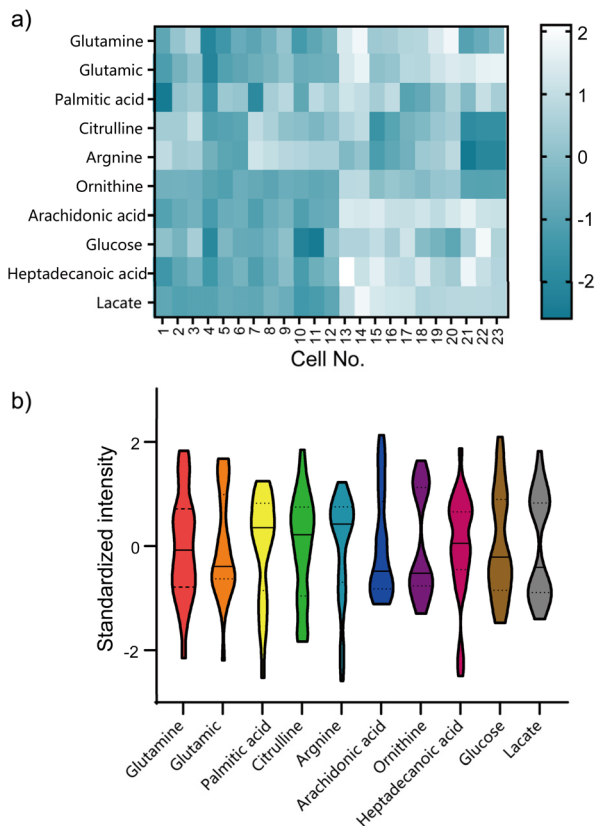 a)
Glutamine
Glutamic
Palmitic acid
Citrulline
Argnine
Ornithine
Arachidonic acid
Glucose
Heptadecanoic acid
Lacate
1 2 3 4 5 6 7 8 9 10 11 12 13 14 15 16 17 18 19 20 21 22 23
Cell No.
2
1
0
-1
-2
b)
Standardized intensity
2
0
-2
Glutamine
Glutamic
Palmitic acid
Citrulline
Argnine
Arachidonic acid
Ornithine
Heptadecanoic acid
Glucose
Lacate